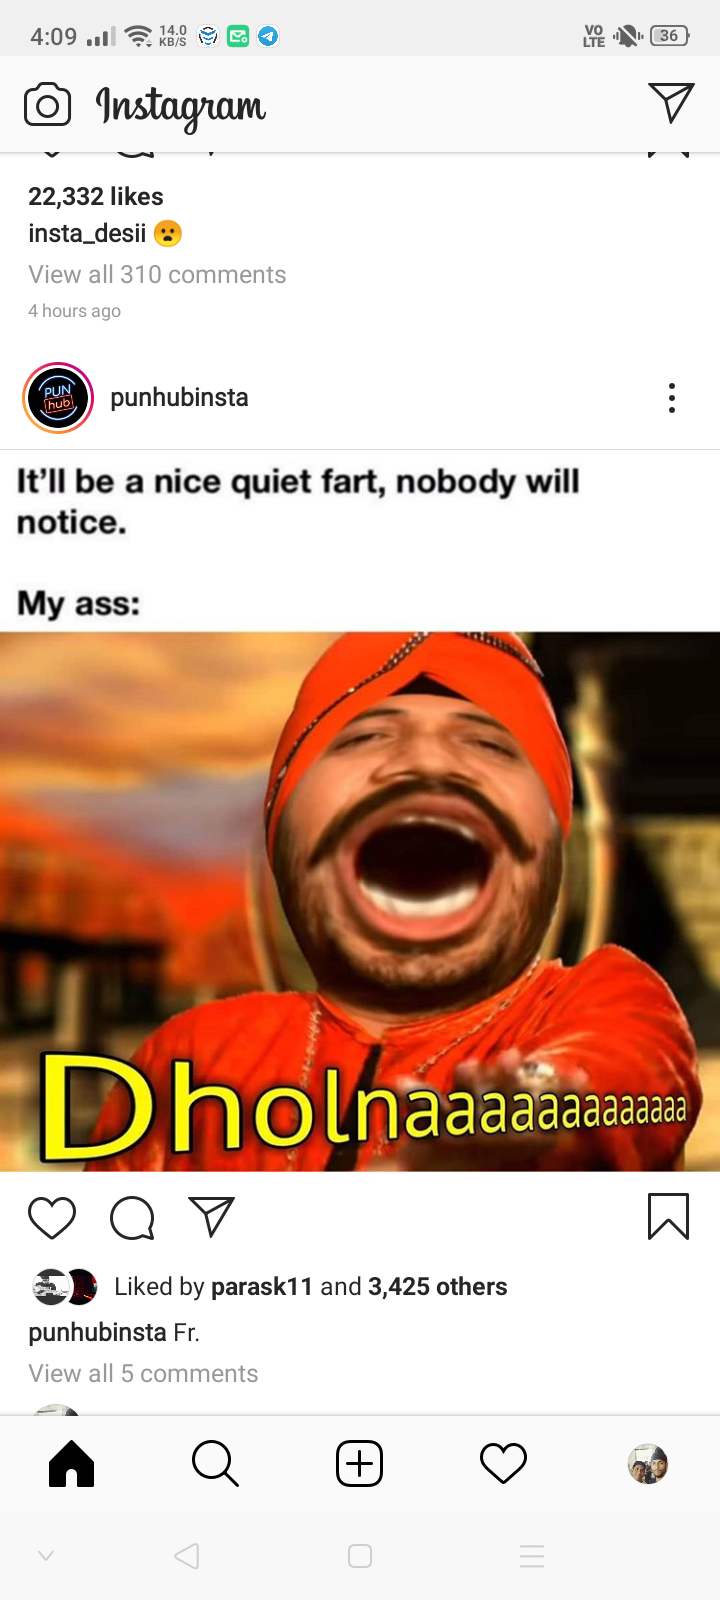 4:09 14.0 KB/S VO LTE 36
Instagram
22,332 likes
insta_desii 😮
View all 310 comments
4 hours ago
PUN hub punhubinsta
It'll be a nice quiet fart, nobody will
notice.
My ass:
Dholnaaaaaaaaaaaaa
Liked by parask11 and 3,425 others
punhubinsta Fr.
View all 5 comments